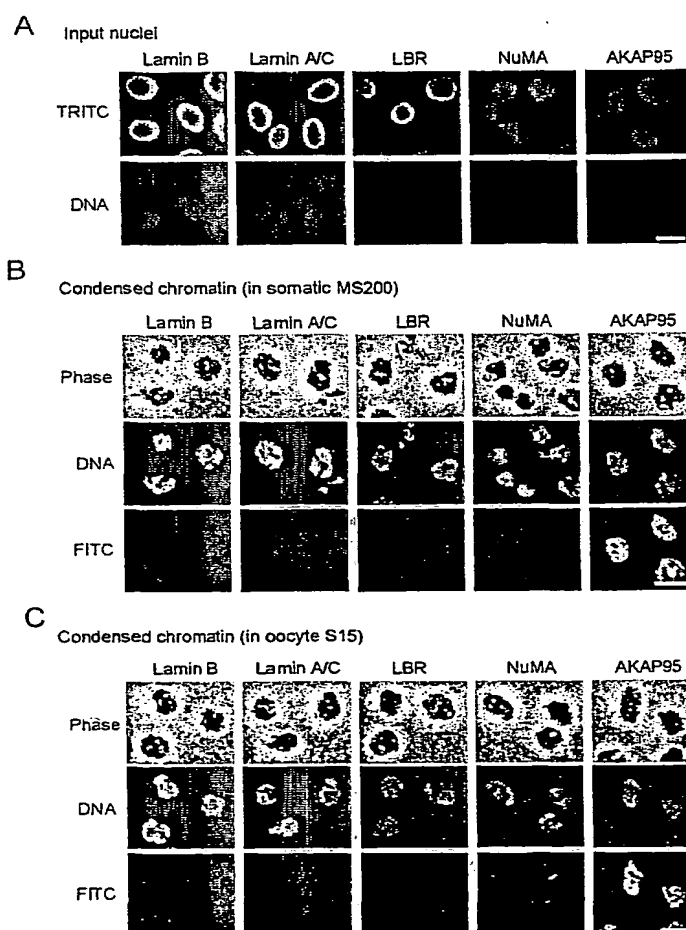 A
Input nuclei
Lamin B Lamin A/C LBR NuMA AKAP95
TRITC
DNA
B
Condensed chromatin (in somatic MS200)
Lamin B Lamin A/C LBR NuMA AKAP95
Phase
DNA
FITC
C
Condensed chromatin (in oocyte S15)
Lamin B Lamin A/C LBR NuMA AKAP95
Phase
DNA
FITC